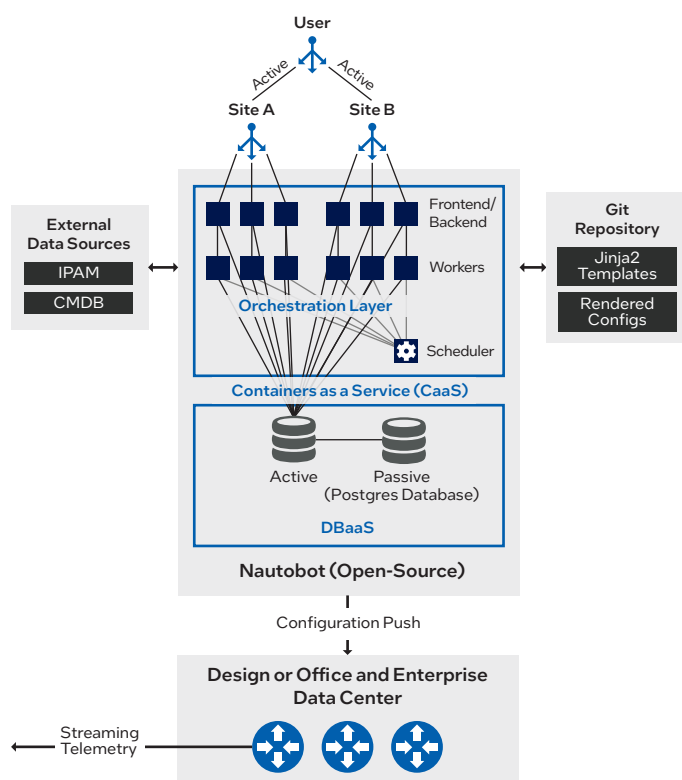 User
Active
Active
Site A
Site B
External
Data Sources
IPAM
CMDB
Frontend/
Backend
Workers
Orchestration Layer
Scheduler
Containers as a Service (CaaS)
Git
Repository
Jinja2
Templates
Rendered
Configs
Active
Passive
(Postgres Database)
DBaaS
Nautobot (Open-Source)
Configuration Push
Design or Office and Enterprise
Data Center
Streaming
Telemetry